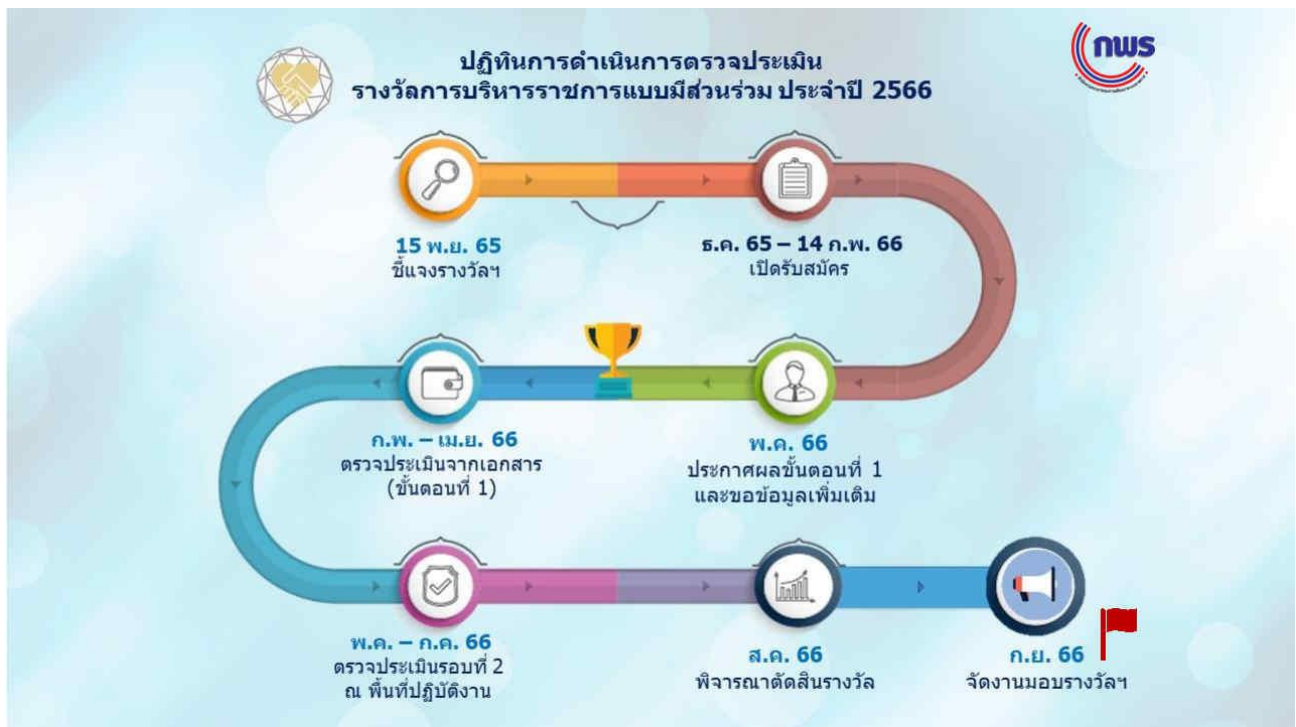 ปฏิทินการดำเนินการตรวจประเมิน
รางวัลการบริหารราชการแบบมีส่วนร่วม ประจำปี 2566
กพร
15 พ.ย. 65
ชี้แจงรางวัลฯ
ธ.ค. 65 – 14 ก.พ. 66
เปิดรับสมัคร
ก.พ. – เม.ย. 66
ตรวจประเมินจากเอกสาร
(ขั้นตอนที่ 1)
พ.ค. 66
ประกาศผลขั้นตอนที่ 1
และขอข้อมูลเพิ่มเติม
พ.ค. – ก.ค. 66
ตรวจประเมินรอบที่ 2
ณ พื้นที่ปฏิบัติงาน
ส.ค. 66
พิจารณาตัดสินรางวัล
ก.ย. 66
จัดงานมอบรางวัลฯ